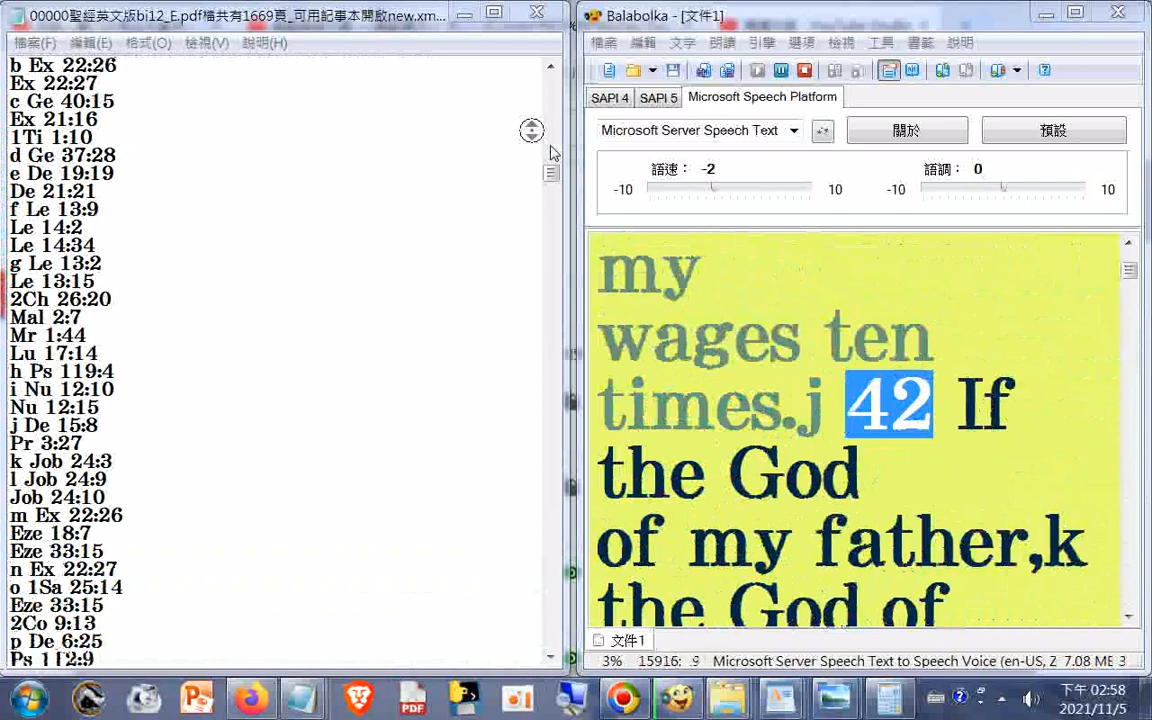 00000聖經英文版bi12_E.pdf檔共有1669頁_可用記事本開啟new.xm...
檔案(F) 編輯(E) 格式(O) 檢視(V) 說明(H)
b Ex 22:26
Ex 22:27
c Ge 40:15
Ex 21:16
1Ti 1:10
d Ge 37:28
e De 19:19
De 21:21
f Le 13:9
Le 14:2
Le 14:34
g Le 13:2
Le 13:15
2Ch 26:20
Mal 2:7
Mr 1:44
Lu 17:14
h Ps 119:4
i Nu 12:10
Nu 12:15
j De 15:8
Pr 3:27
k Job 24:3
l Job 24:9
Job 24:10
m Ex 22:26
Eze 18:7
Eze 33:15
n Ex 22:27
o 1Sa 25:14
Eze 33:15
2Co 9:13
p De 6:25
Balabolka - [文件1]
檔案 編輯 文字 朗讀 引擎 選項 檢視 工具 書籤 說明
SAPI 4 SAPI 5 Microsoft Speech Platform
Microsoft Server Speech Text 關於 預設
語速： -2 語調： 0
-10 10 -10 10
my
wages ten
times.j 42 If
the God
of my father,k
the God of
文件1
3% 15916: .9 Microsoft Server Speech Text to Speech Voice (en-US, 2 7.08 ME 3
PDF
下午 02:58
2021/11/5